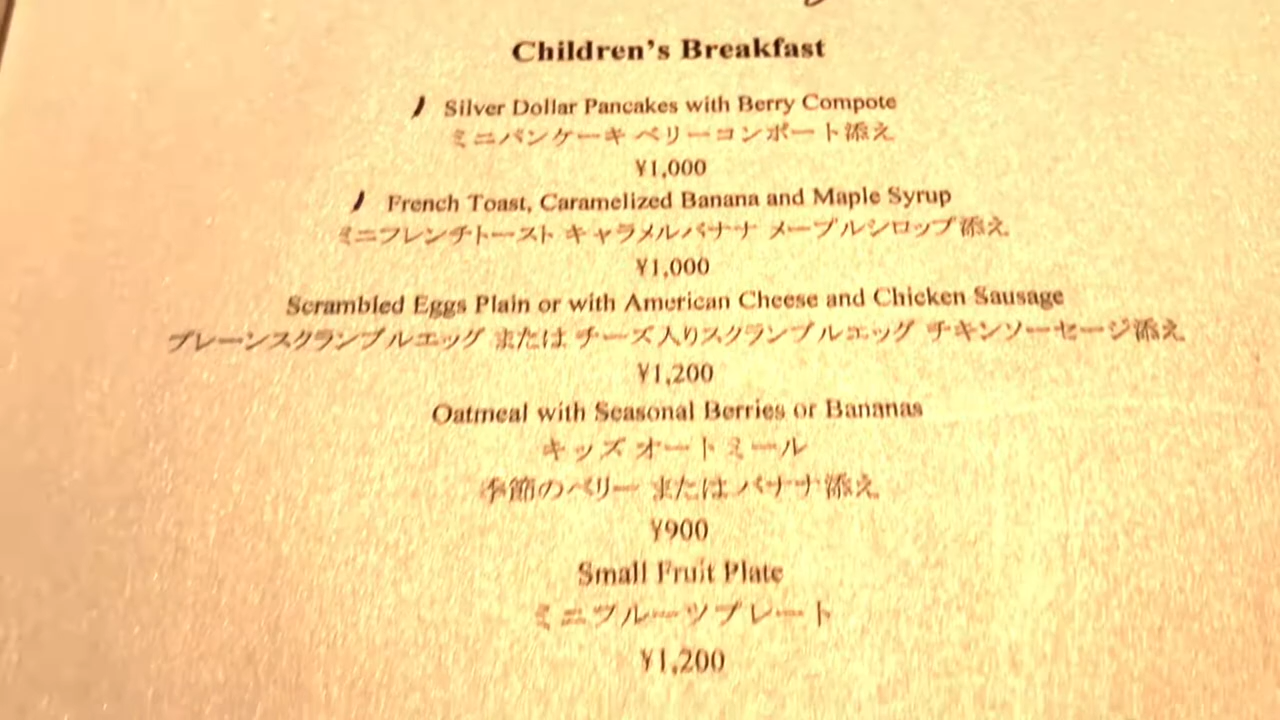 Children's Breakfast
Silver Dollar Pancakes with Berry Compote
ミニパンケーキ ベリーコンポート添え
¥1,000
French Toast, Caramelized Banana and Maple Syrup
ミニフレンチトースト キャラメルバナナ メープルシロップ添え
¥1,000
Scrambled Eggs Plain or with American Cheese and Chicken Sausage
プレーンスクランブルエッグ または チーズ入りスクランブルエッグ チキンソーセージ添え
¥1,200
Oatmeal with Seasonal Berries or Bananas
キッズ オートミール
季節のベリー または バナナ添え
¥900
Small Fruit Plate
ミニフルーツプレート
¥1,200